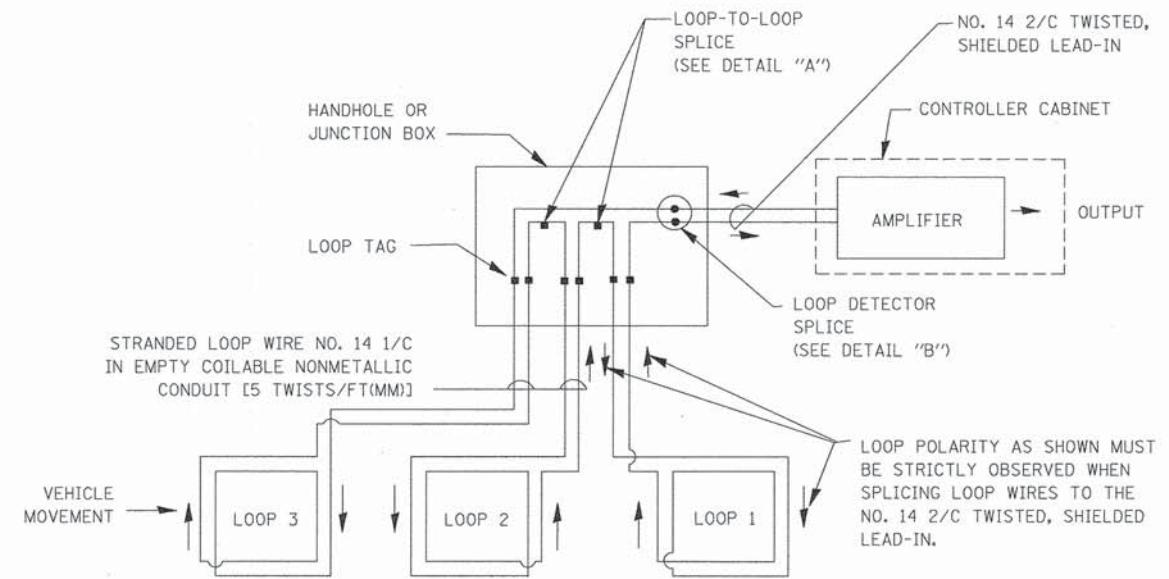 LOOP-TO-LOOP
SPLICE
(SEE DETAIL "A")
NO. 14 2/C TWISTED,
SHIELDED LEAD-IN
HANDHOLE OR
JUNCTION BOX
CONTROLLER CABINET
AMPLIFIER
OUTPUT
LOOP TAG
LOOP DETECTOR
SPLICE
(SEE DETAIL "B")
STRANDED LOOP WIRE NO. 14 1/C
IN EMPTY COILABLE NONMETALLIC
CONDUIT [5 TWISTS/FT(MM)]
LOOP POLARITY AS SHOWN MUST
BE STRICTLY OBSERVED WHEN
SPLICING LOOP WIRES TO THE
NO. 14 2/C TWISTED, SHIELDED
LEAD-IN.
VEHICLE
MOVEMENT
LOOP 3
LOOP 2
LOOP 1